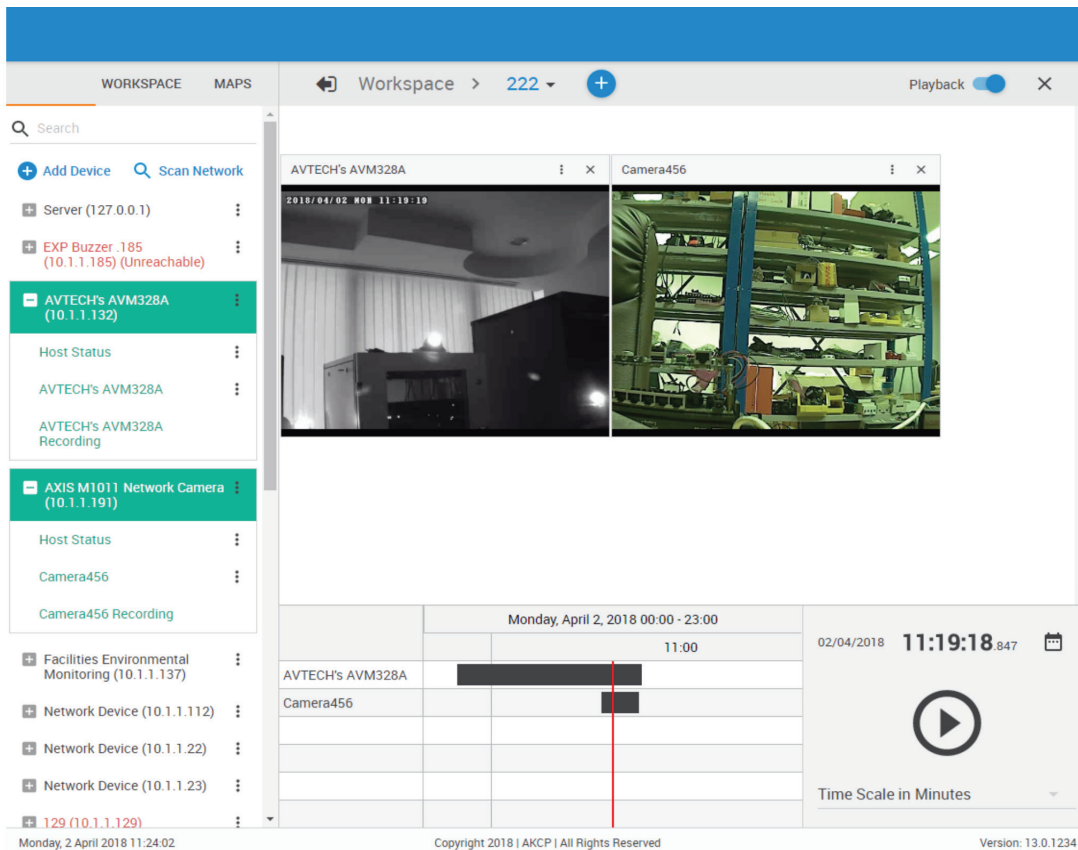 WORKSPACE MAPS
Workspace > 222
Playback
Search
Add Device Scan Network
Server (127.0.0.1)
EXP Buzzer .185
(10.1.1.185) (Unreachable)
AVTECH's AVM328A
(10.1.1.132)
Host Status
AVTECH's AVM328A
AVTECH's AVM328A
Recording
AXIS M1011 Network Camera
(10.1.1.191)
Host Status
Camera456
Camera456 Recording
Facilities Environmental
Monitoring (10.1.1.137)
Network Device (10.1.1.112)
Network Device (10.1.1.22)
Network Device (10.1.1.23)
129 (10.1.1.129)
AVTECH's AVM328A
2018/04/02 MON 11:19:19
Camera456
Monday, April 2, 2018 00:00 - 23:00
11:00
AVTECH's AVM328A
Camera456
02/04/2018 11:19:18.847
Time Scale in Minutes
Monday, 2 April 2018 11:24:02
Copyright 2018 | AKCP | All Rights Reserved
Version: 13.0.1234